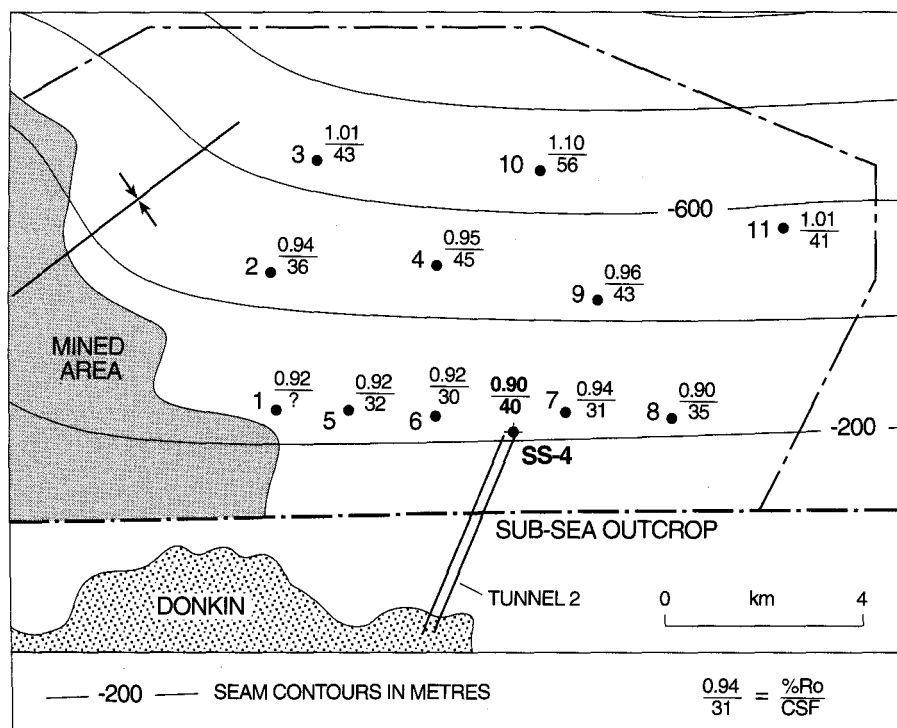 3 1.01
43
10 1.10
56
-600
11 1.01
41
2 0.94
36
4 0.95
45
9 0.96
43
MINED
AREA
1 0.92
?
5 0.92
32
6 0.92
30
0.90
40
SS-4
7 0.94
31
8 0.90
35
-200
SUB-SEA OUTCROP
DONKIN
TUNNEL 2
0 km 4
-200 SEAM CONTOURS IN METRES
0.94 = %Ro
31 CSF